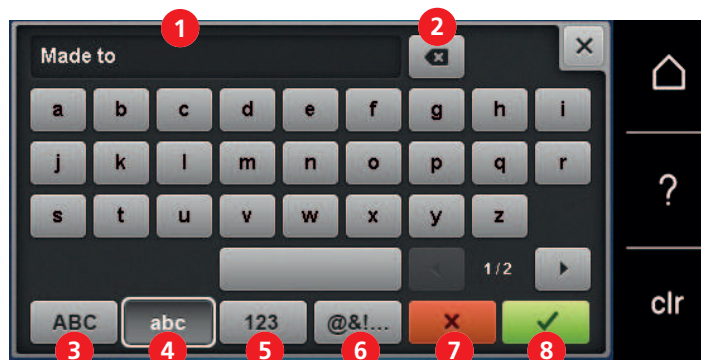 1 2
Made to
a b c d e f g h i
j k l m n o p q r
?
s t u v w x y z
1/2
clr
ABC abc 123 @&!...
3 4 5 6 7 8